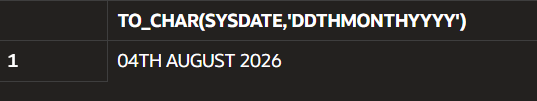 TO_CHAR(SYSDATE,'DDTHMONTHYYYY')
1 04TH AUGUST 2026